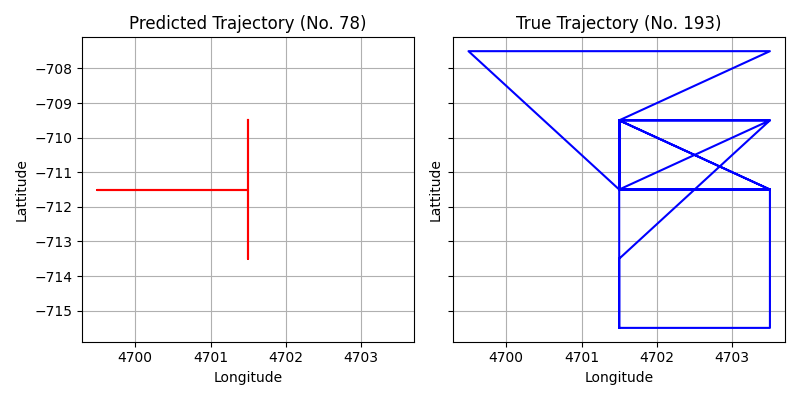 Predicted Trajectory (No. 78)
True Trajectory (No. 193)
Lattitude
−708
−709
−710
−711
−712
−713
−714
−715
4700 4701 4702 4703
Longitude
Lattitude
4700 4701 4702 4703
Longitude